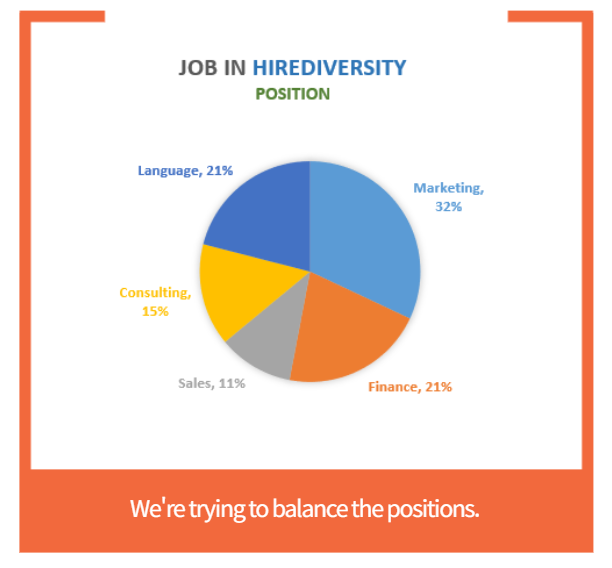 JOB IN HIREDIVERSITY
POSITION
Language, 21%
Marketing,
32%
Consulting,
15%
Sales, 11%
Finance, 21%
We're trying to balance the positions.